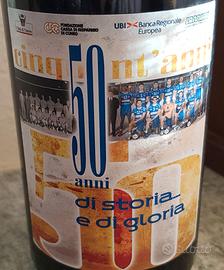 FONDAZIONE
CASSA DI RISPARMIO
DI CUNEO
UBI Banca Regionale
Europea
cinquant'anni
50
anni
di storia
e di gloria
50
Subito